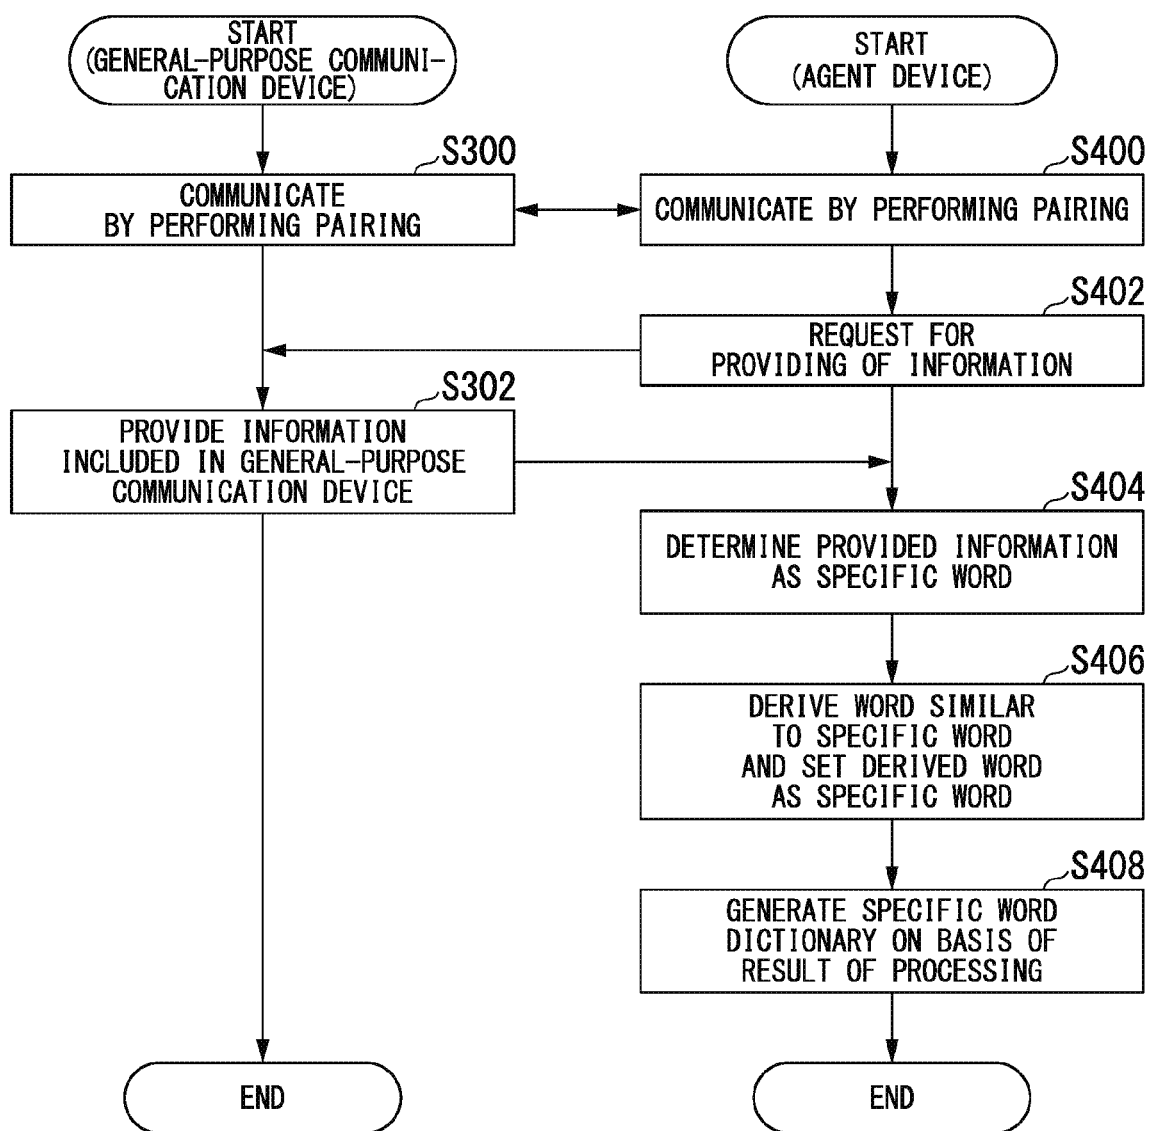 START
(GENERAL-PURPOSE COMMUNI-
CATION DEVICE)
START
(AGENT DEVICE)
S300
COMMUNICATE
BY PERFORMING PAIRING
S400
COMMUNICATE BY PERFORMING PAIRING
S402
REQUEST FOR
PROVIDING OF INFORMATION
S302
PROVIDE INFORMATION
INCLUDED IN GENERAL-PURPOSE
COMMUNICATION DEVICE
S404
DETERMINE PROVIDED INFORMATION
AS SPECIFIC WORD
S406
DERIVE WORD SIMILAR
TO SPECIFIC WORD
AND SET DERIVED WORD
AS SPECIFIC WORD
S408
GENERATE SPECIFIC WORD
DICTIONARY ON BASIS OF
RESULT OF PROCESSING
END
END